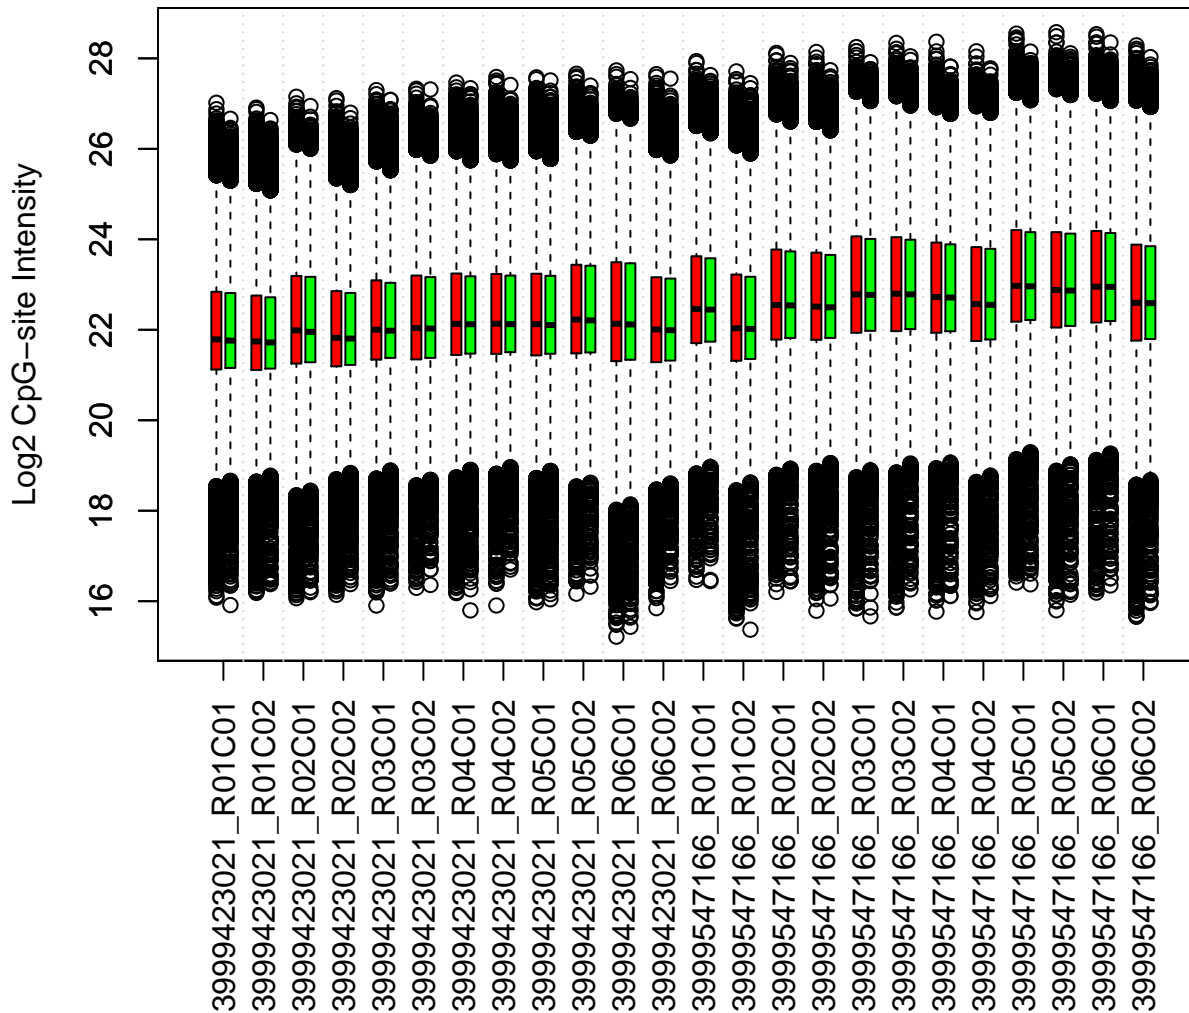 Log2 CpG−site Intensity
28
26
24
22
20
18
16
3999423021_R01C01
3999423021_R01C02
3999423021_R02C01
3999423021_R02C02
3999423021_R03C01
3999423021_R03C02
3999423021_R04C01
3999423021_R04C02
3999423021_R05C01
3999423021_R05C02
3999423021_R06C01
3999423021_R06C02
3999547166_R01C01
3999547166_R01C02
3999547166_R02C01
3999547166_R02C02
3999547166_R03C01
3999547166_R03C02
3999547166_R04C01
3999547166_R04C02
3999547166_R05C01
3999547166_R05C02
3999547166_R06C01
3999547166_R06C02